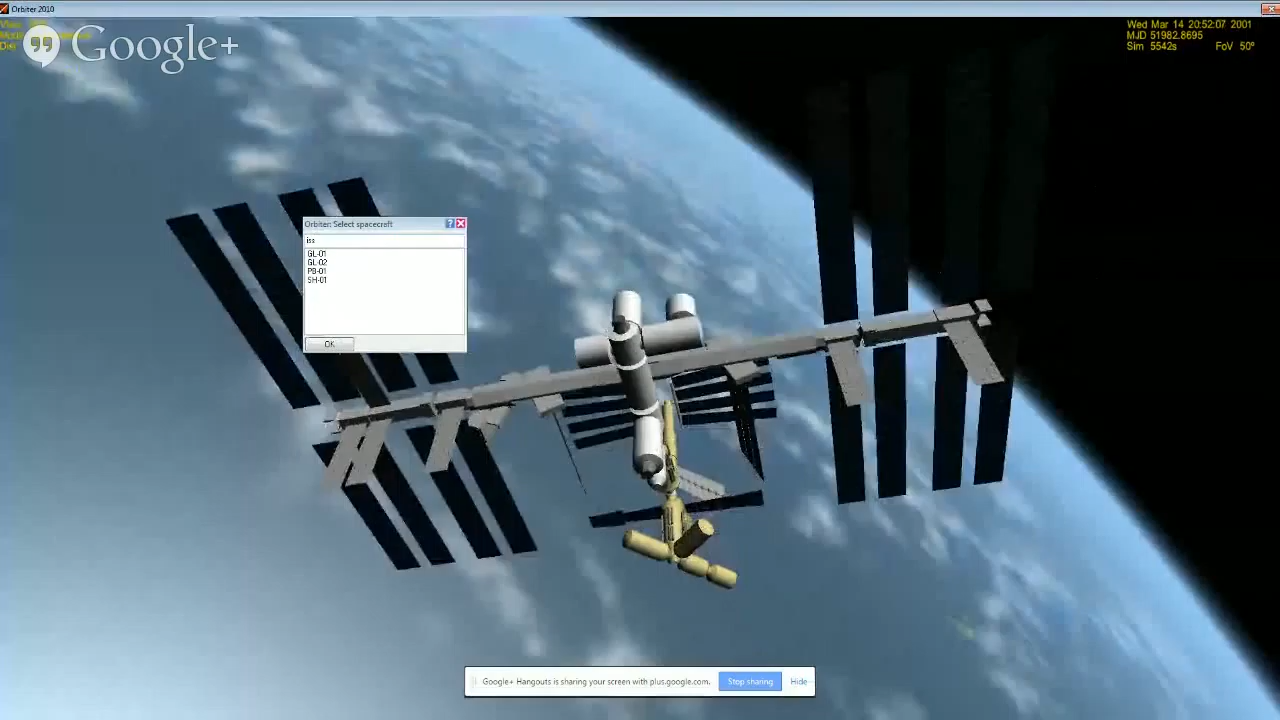 Orbiter 2010
Google+
Wed Mar 14 20:52:07 2001
MJD 51982.8695
Sim 5542s FoV 50°
Orbiter: Select spacecraft
iss
GL-01
GL-02
PB-01
SH-01
OK
Google+ Hangouts is sharing your screen with plus.google.com.
Stop sharing
Hide